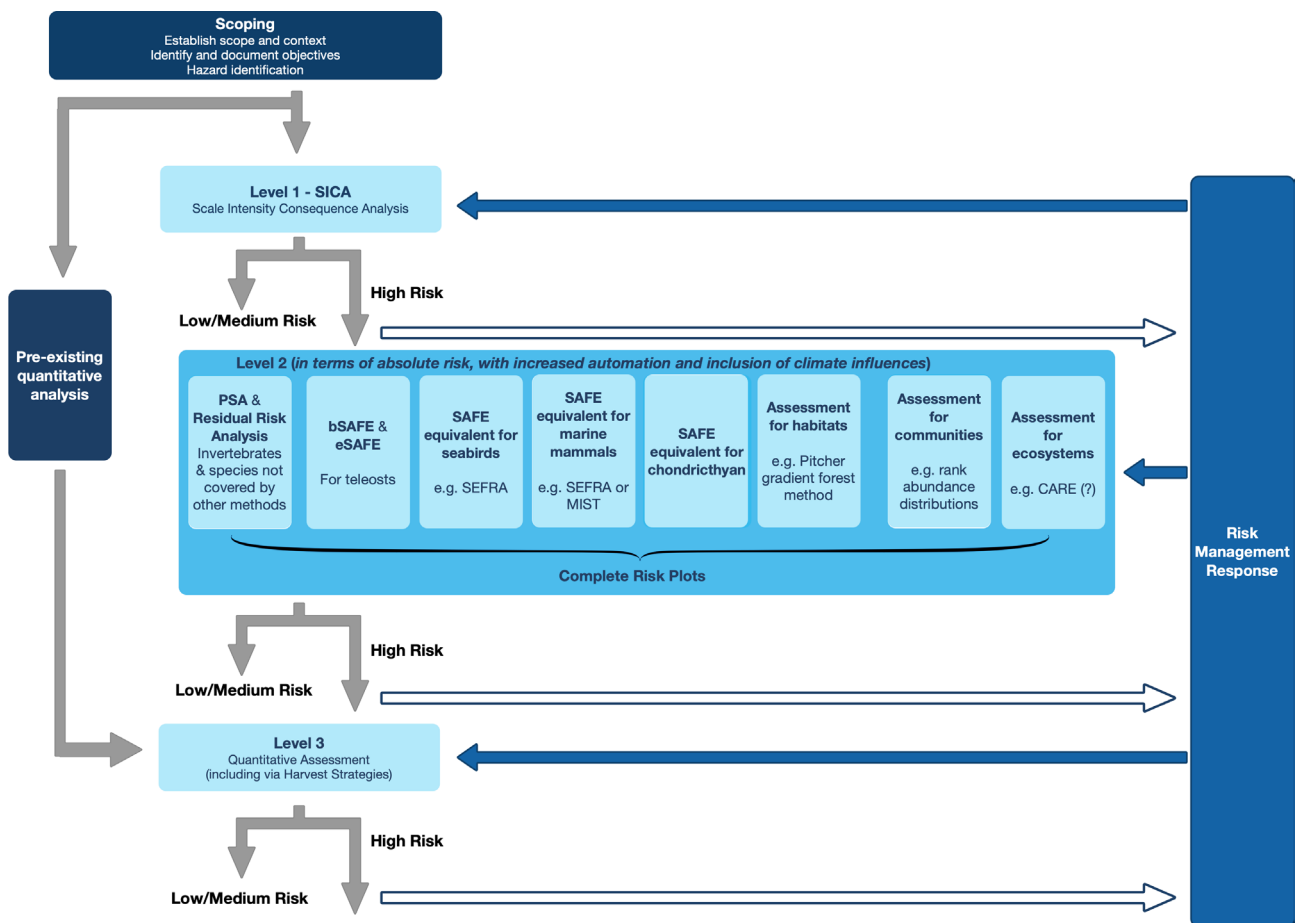 Scoping
Establish scope and context
Identify and document objectives
Hazard identification
Level 1 - SICA
Scale Intensity Consequence Analysis
High Risk
Low/Medium Risk
Pre-existing
quantitative
analysis
Level 2 (in terms of absolute risk, with increased automation and inclusion of climate influences)
PSA &
Residual Risk
Analysis
Invertebrates
& species not
covered by
other methods
bSAFE &
eSAFE
For teleosts
SAFE
equivalent for
seabirds
e.g. SEFRA
SAFE
equivalent for
marine
mammals
e.g. SEFRA or
MIST
SAFE
equivalent for
chondricthyan
Assessment
for habitats
e.g. Pitcher
gradient forest
method
Assessment
for
communities
e.g. rank
abundance
distributions
Assessment
for
ecosystems
e.g. CARE (?)
Complete Risk Plots
Risk
Management
Response
High Risk
Low/Medium Risk
Level 3
Quantitative Assessment
(including via Harvest Strategies)
High Risk
Low/Medium Risk